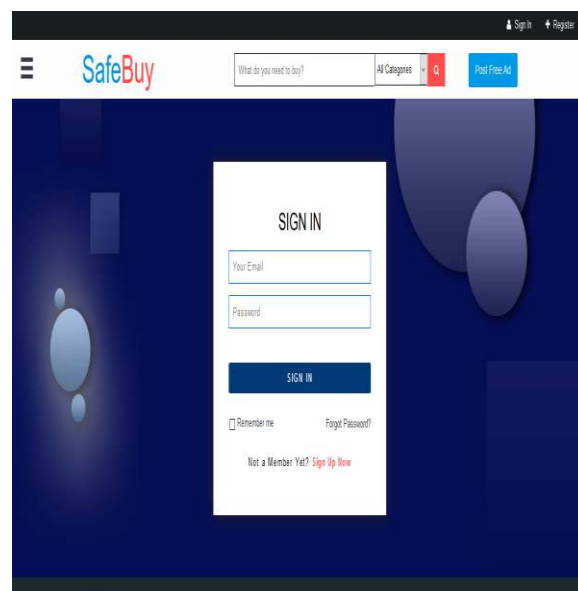 Sign In Register
SafeBuy
What do you need to buy? All Categories Post Free Ad
SIGN IN
Your Email
Password
SIGN IN
Remember me Forgot Password?
Not a Member Yet? Sign Up Now